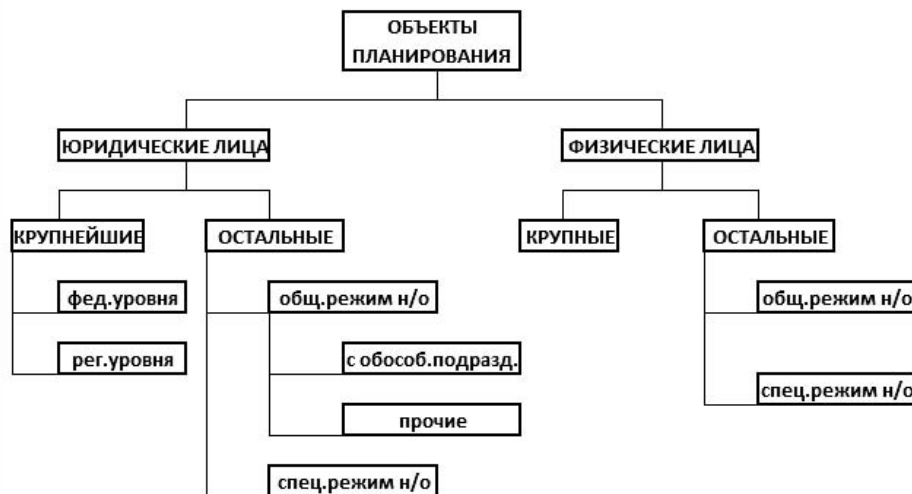 ОБЪЕКТЫ
ПЛАНИРОВАНИЯ
ЮРИДИЧЕСКИЕ ЛИЦА
ФИЗИЧЕСКИЕ ЛИЦА
КРУПНЕЙШИЕ
ОСТАЛЬНЫЕ
КРУПНЫЕ
ОСТАЛЬНЫЕ
фед.уровня
общ.режим н/о
общ.режим н/о
рег.уровня
с обособ.подразд.
спец.режим н/о
прочие
спец.режим н/о